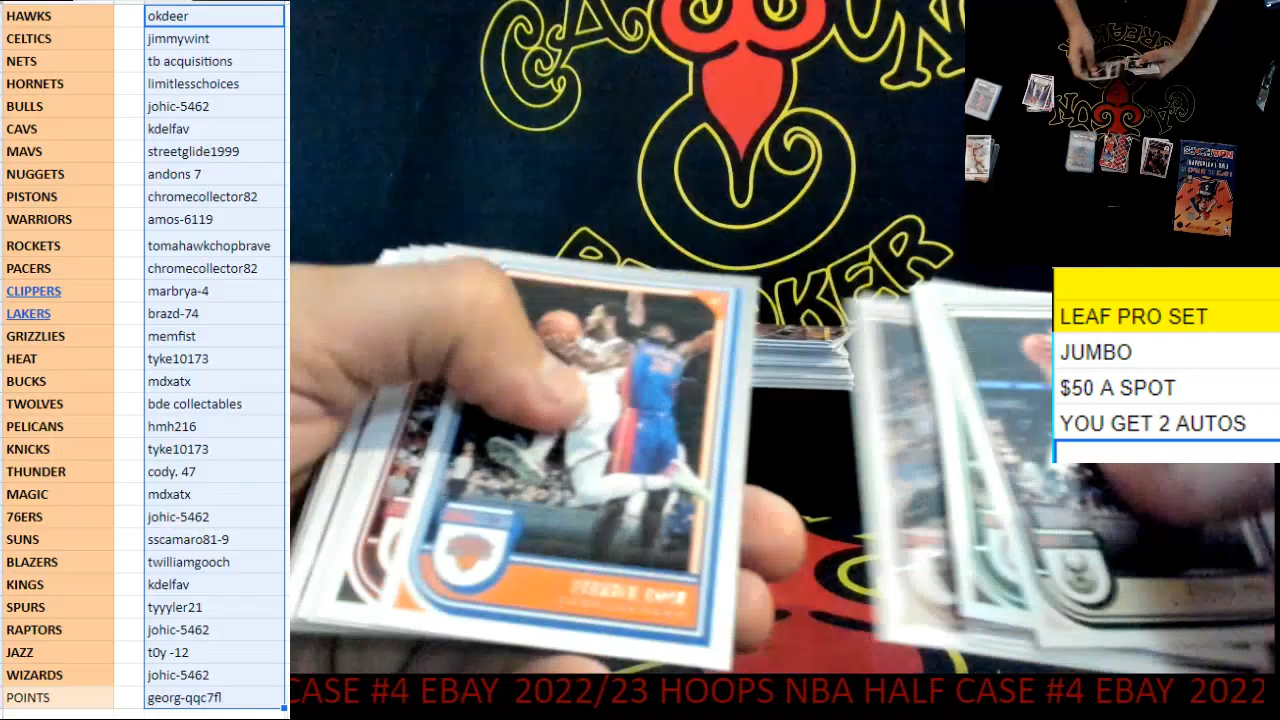 HAWKS okdeer
CELTICS jimmywint
NETS tb acquisitions
HORNETS limitlesschoices
BULLS johic-5462
CAVS kdelfav
MAVS streetglide1999
NUGGETS andons 7
PISTONS chromecollector82
WARRIORS amos-6119
ROCKETS tomahawkchopbrave
PACERS chromecollector82
CLIPPERS marbrya-4
LAKERS brazd-74
GRIZZLIES memfist
HEAT tyke10173
BUCKS mdxatx
TWOLVES bde collectables
PELICANS hmh216
KNICKS tyke10173
THUNDER cody. 47
MAGIC mdxatx
76ERS johic-5462
SUNS sscamaro81-9
BLAZERS twilliamgooch
KINGS kdelfav
SPURS tyyyler21
RAPTORS johic-5462
JAZZ t0y -12
WIZARDS johic-5462
POINTS georg-qqc7fl
LEAF PRO SET
JUMBO
$50 A SPOT
YOU GET 2 AUTOS
CASE #4 EBAY 2022/23 HOOPS NBA HALF CASE #4 EBAY 2022